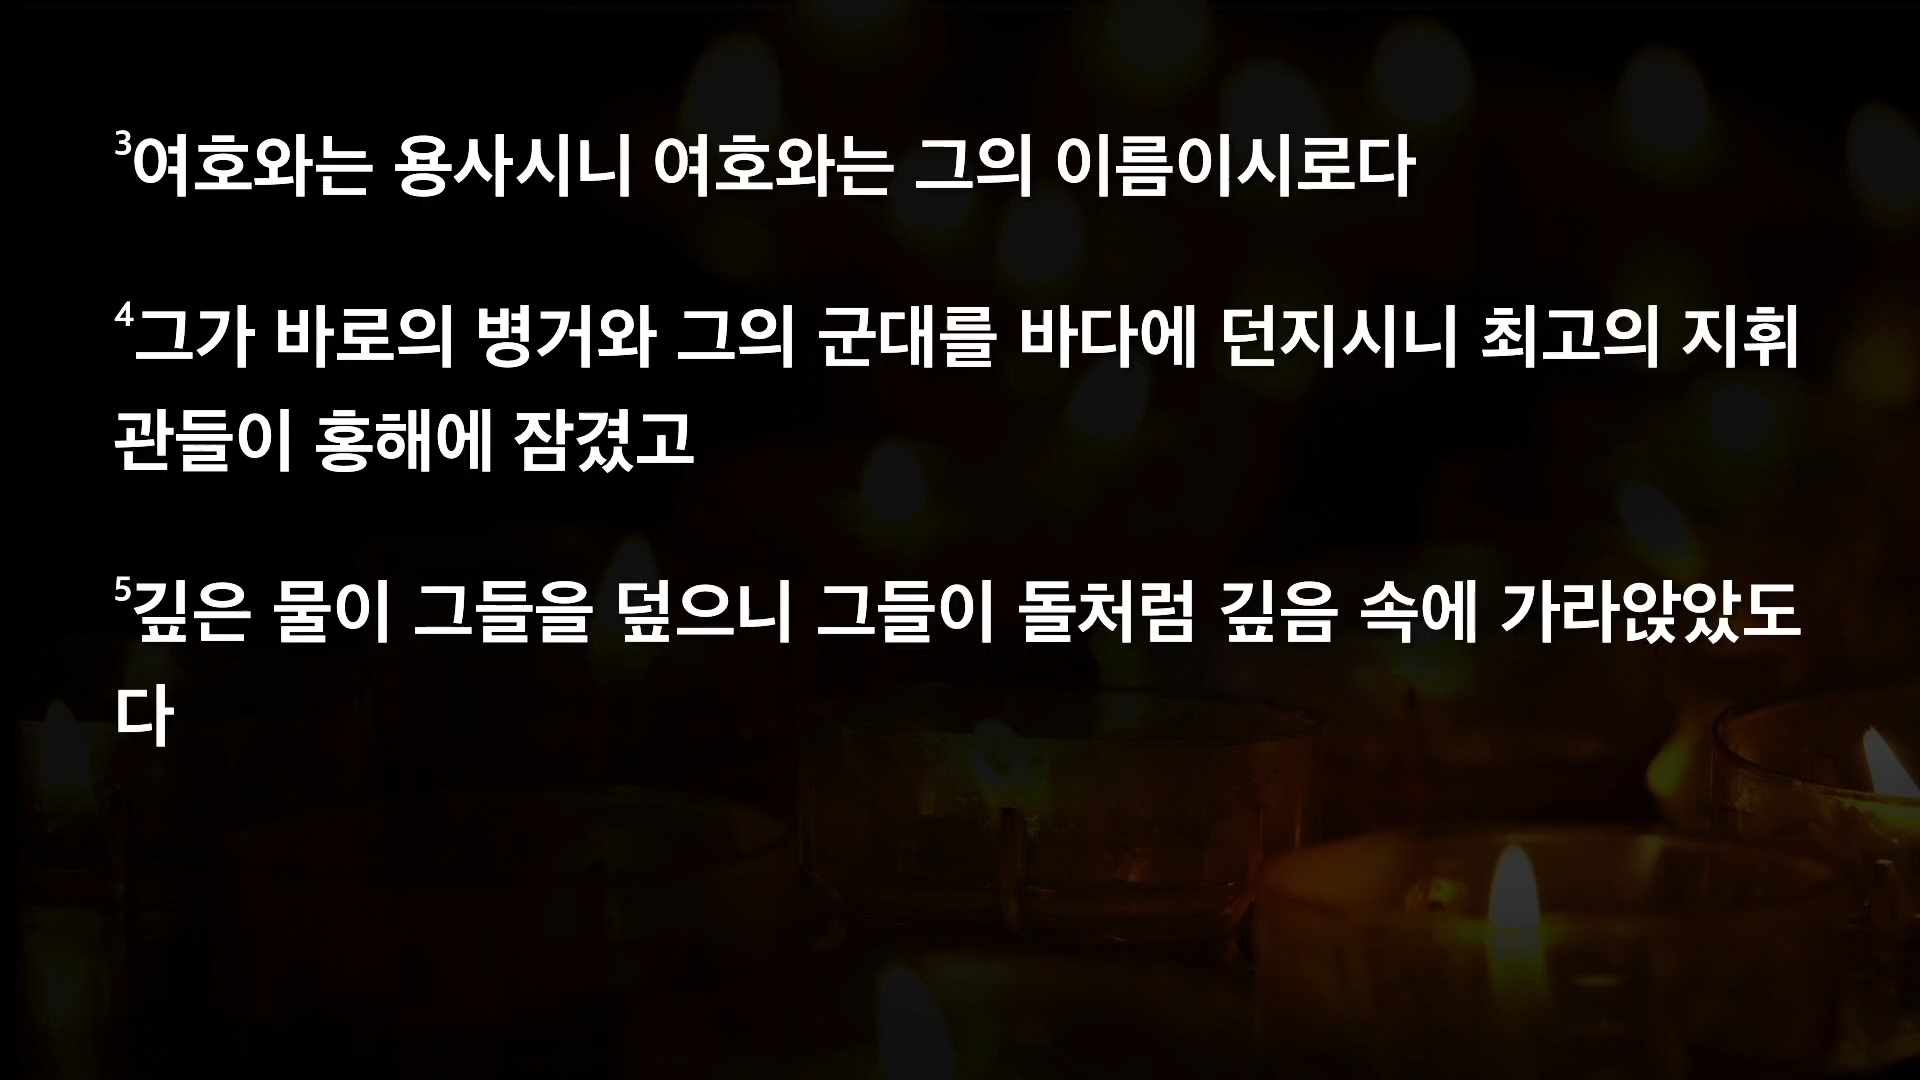 3여호와는 용사시니 여호와는 그의 이름이시로다
4그가 바로의 병거와 그의 군대를 바다에 던지시니 최고의 지휘
관들이 홍해에 잠겼고
5깊은 물이 그들을 덮으니 그들이 돌처럼 깊음 속에 가라앉았도
다